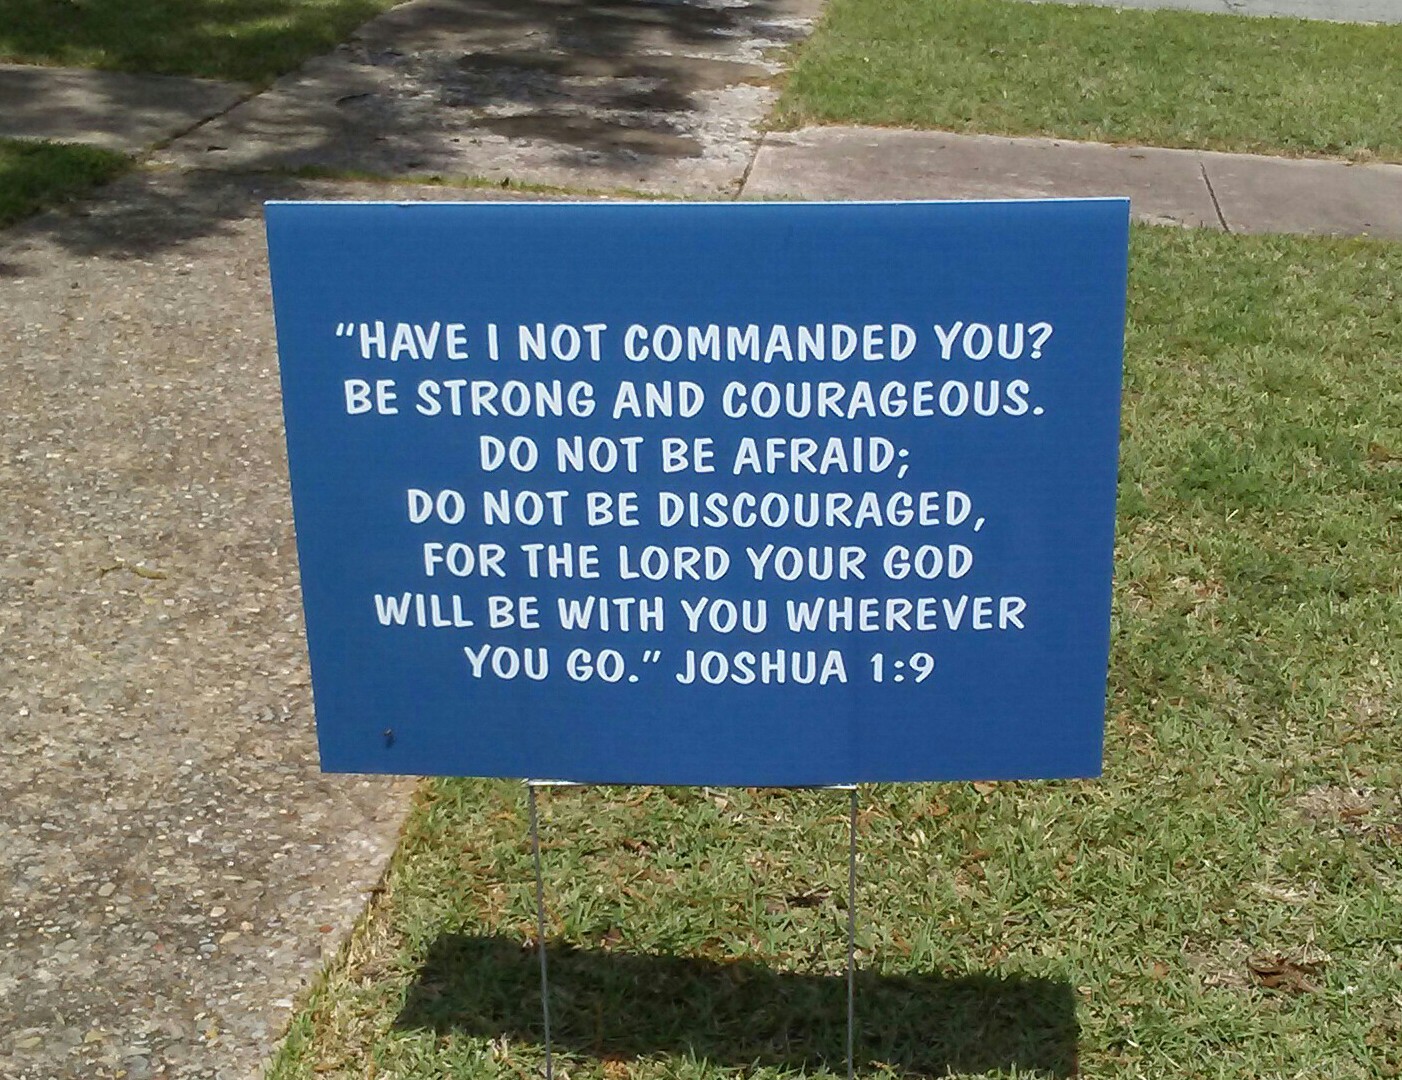 “HAVE I NOT COMMANDED YOU?
BE STRONG AND COURAGEOUS.
DO NOT BE AFRAID;
DO NOT BE DISCOURAGED,
FOR THE LORD YOUR GOD
WILL BE WITH YOU WHEREVER
YOU GO.” JOSHUA 1:9